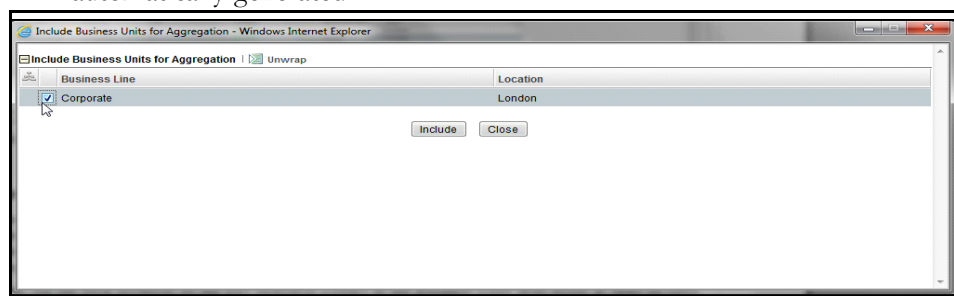 Include Business Units for Aggregation - Windows Internet Explorer
Include Business Units for Aggregation | Unwrap
Business Line Location
Corporate London
Include Close